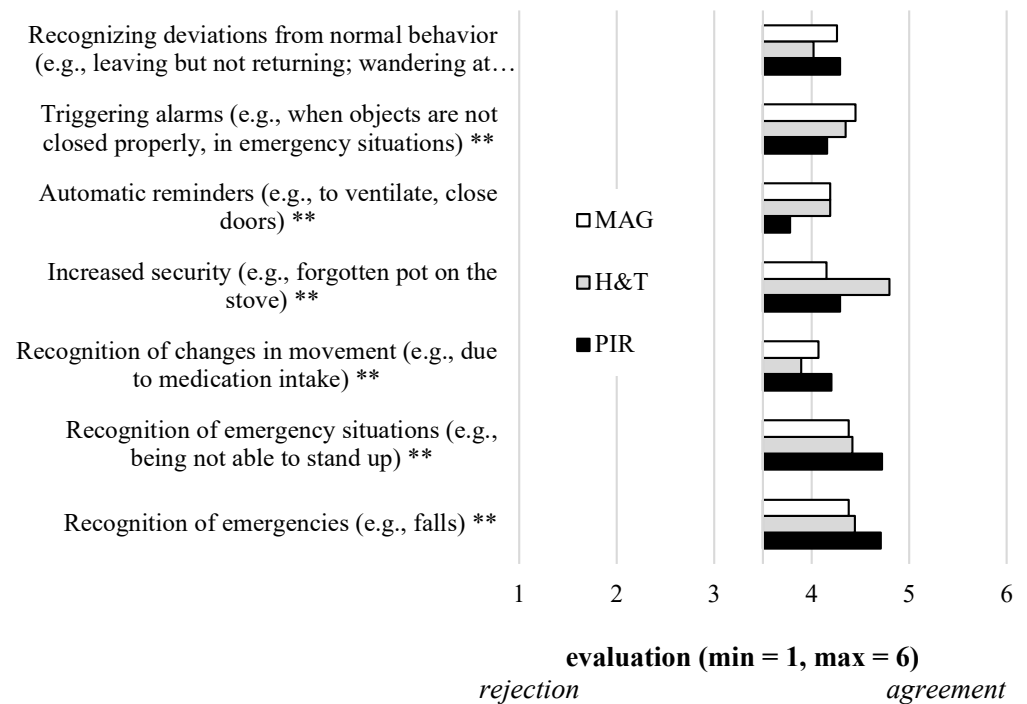 Recognizing deviations from normal behavior
(e.g., leaving but not returning; wandering at…
Triggering alarms (e.g., when objects are not
closed properly, in emergency situations) **
Automatic reminders (e.g., to ventilate, close
doors) **
Increased security (e.g., forgotten pot on the
stove) **
Recognition of changes in movement (e.g., due
to medication intake) **
Recognition of emergency situations (e.g.,
being not able to stand up) **
Recognition of emergencies (e.g., falls) **
MAG
H&T
PIR
1 2 3 4 5 6
evaluation (min = 1, max = 6)
rejection agreement